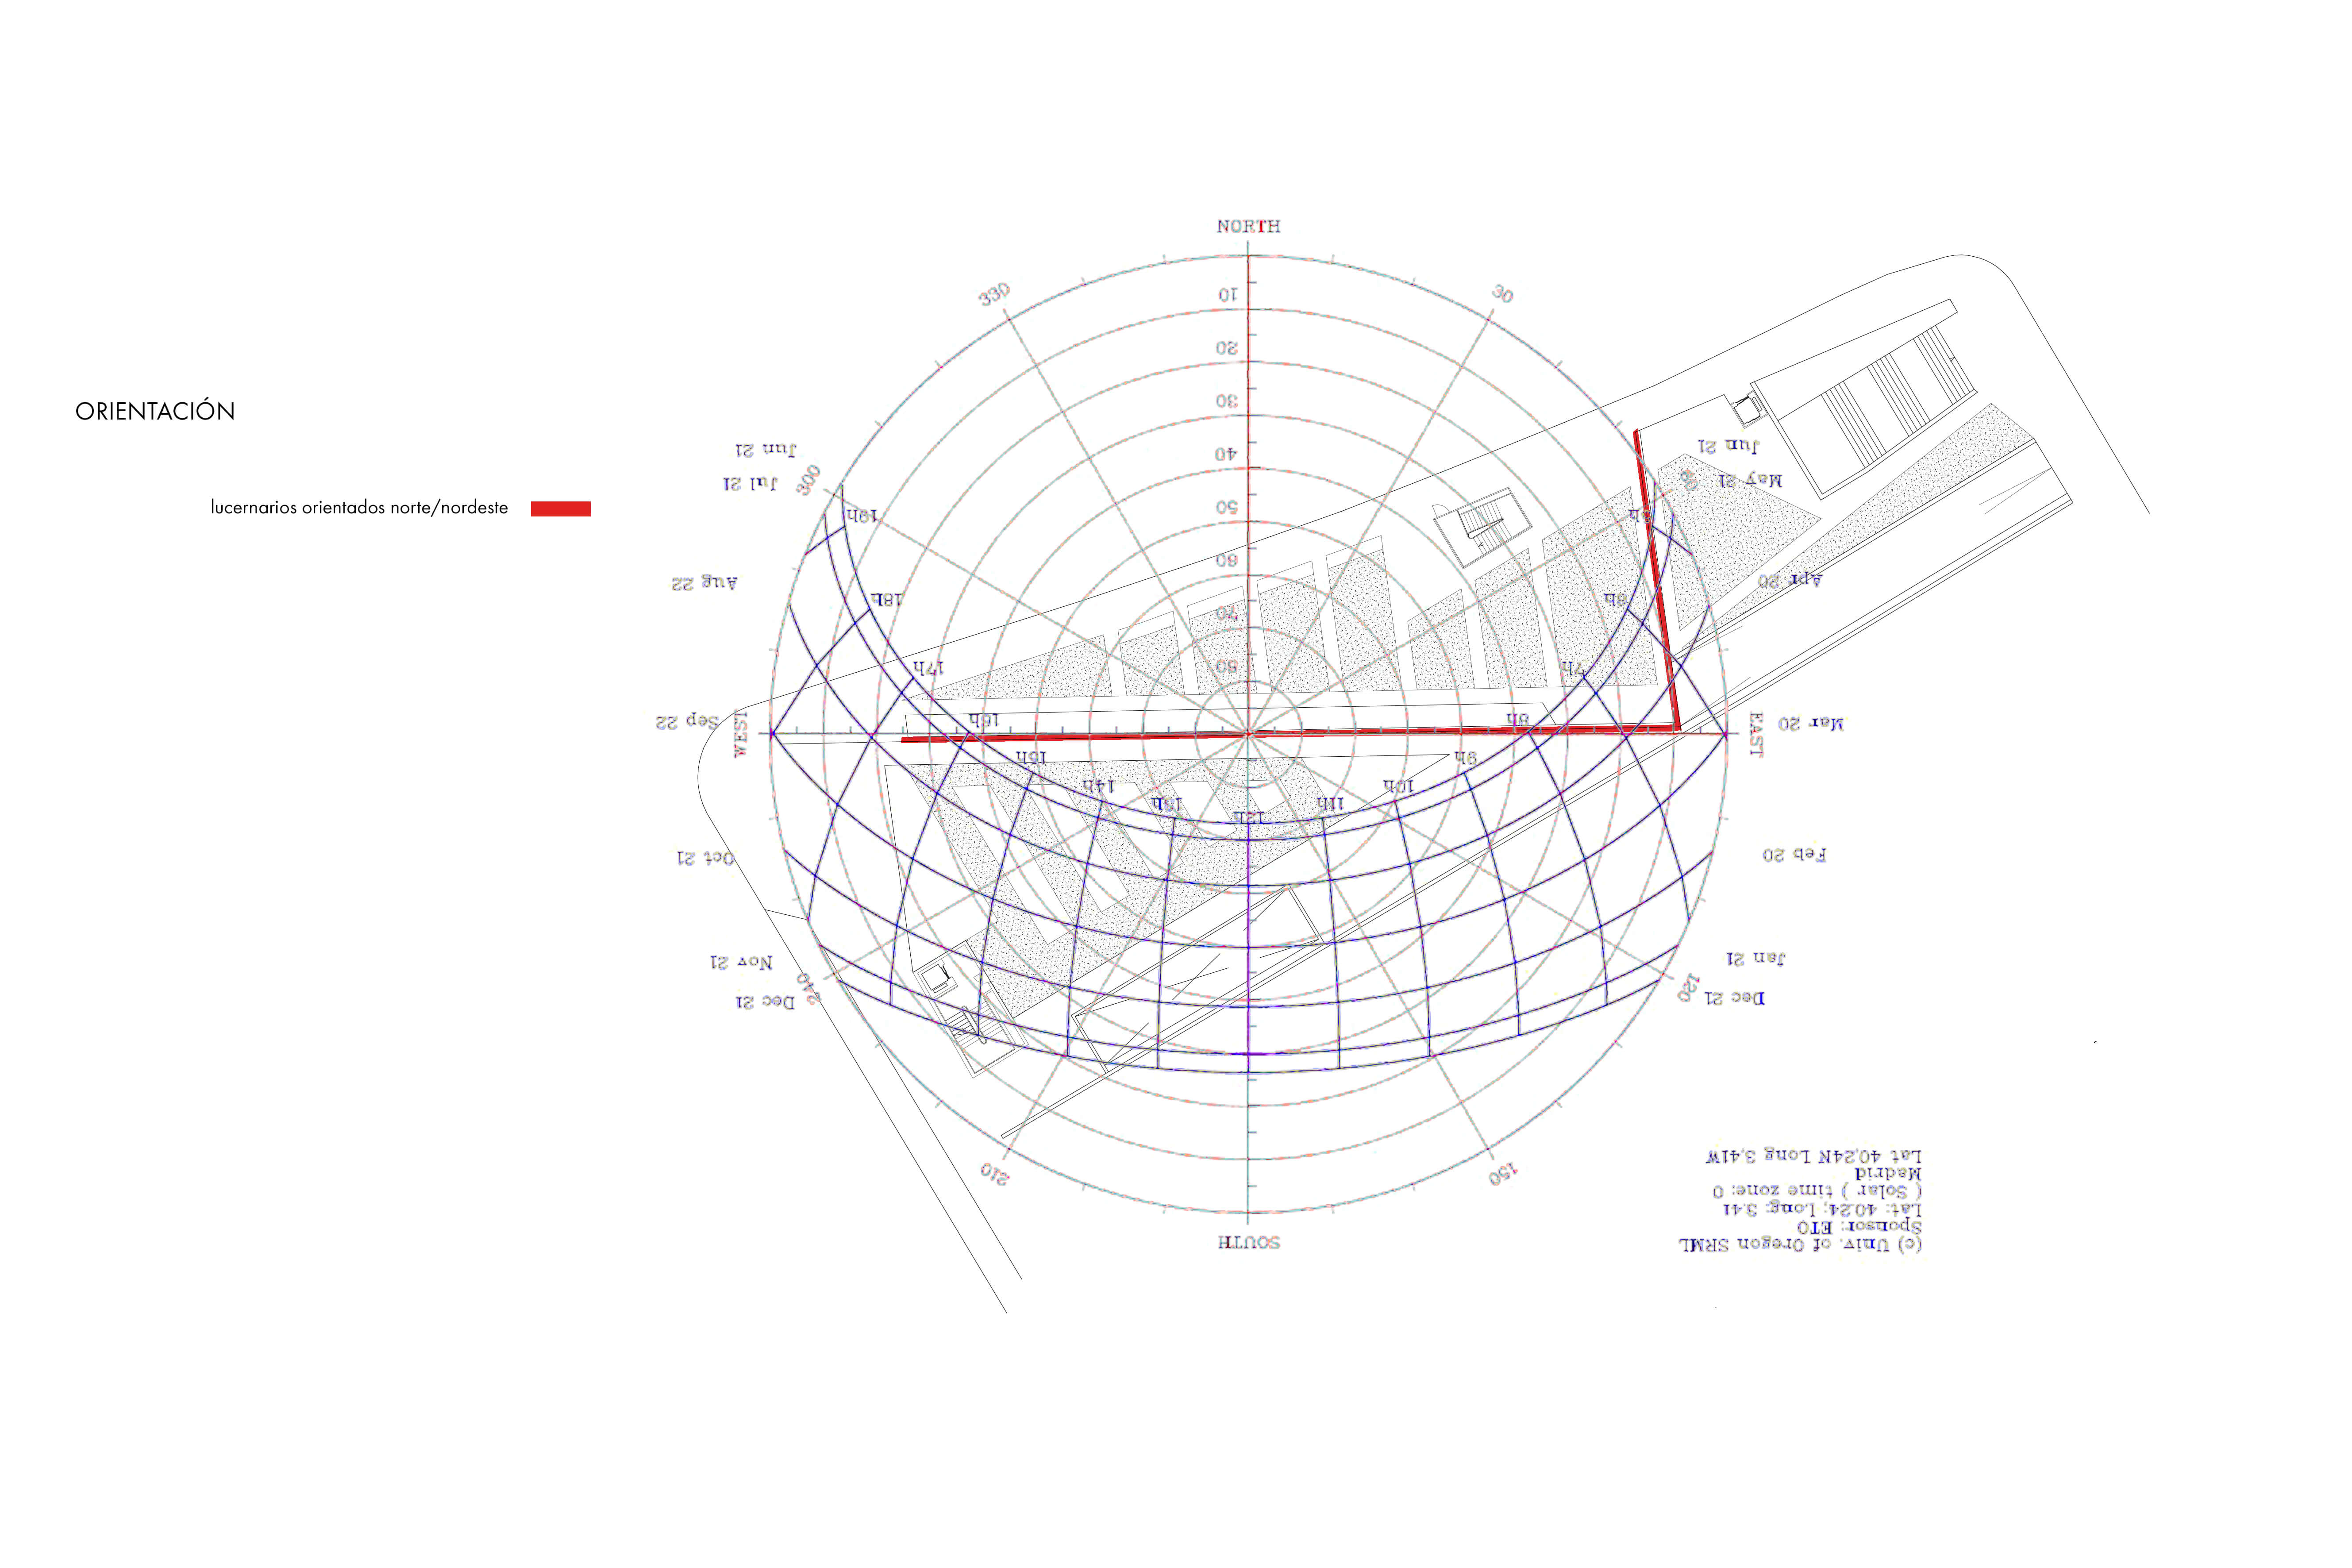 NORTH
330
30
10
20
30
40
50
60
70
80
ORIENTACIÓN
lucernarios orientados norte/nordeste
Jun 21
Jul 21
300
Aug 22
Sep 22
WEST
Oct 21
Nov 21
Dec 21
240
210
SOUTH
150
120
Jun 21
May 21
60
Apr 20
Mar 20
EAST
Feb 20
Jan 21
Dec 21
19h
18h
17h
16h
15h
14h
13h
12h
11h
10h
9h
8h
7h
6h
5h
(c) Univ. of Oregon SRML
Sponsor: ETO
Lat: 40.24; Long: 3.41
( Solar ) time zone: 0
Madrid
Lat 40,24N Long 3,41W